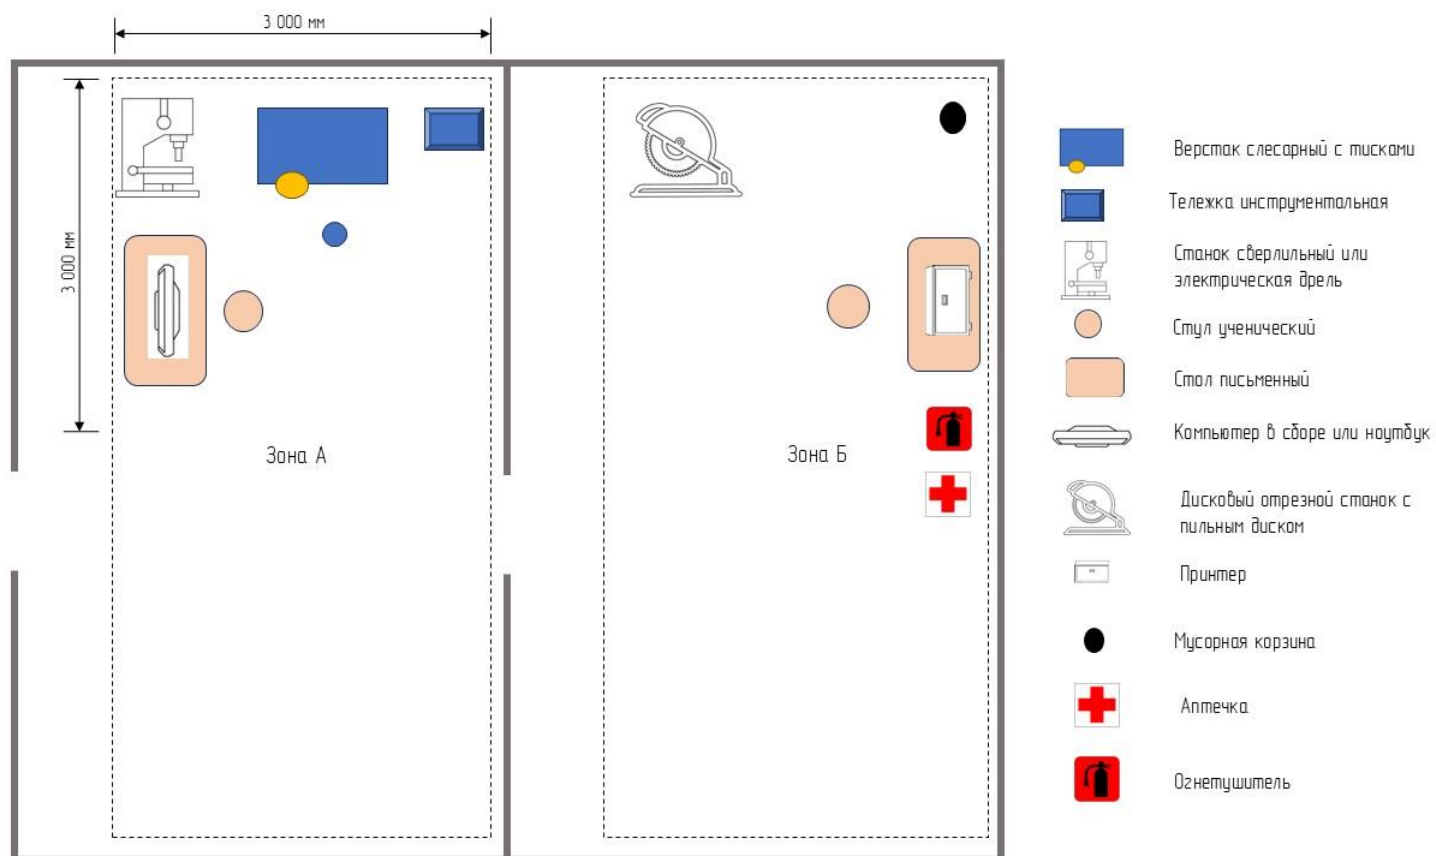 3 000 мм
3 000 мм
Зона А
Зона Б
Верстак слесарный с тисками
Тележка инструментальная
Станок сверлильный или
электрическая дрель
Стул ученический
Стол письменный
Компьютер в сборе или ноутбук
Дисковый отрезной станок с
пильным диском
Принтер
Мусорная корзина
Аптечка
Огнетушитель